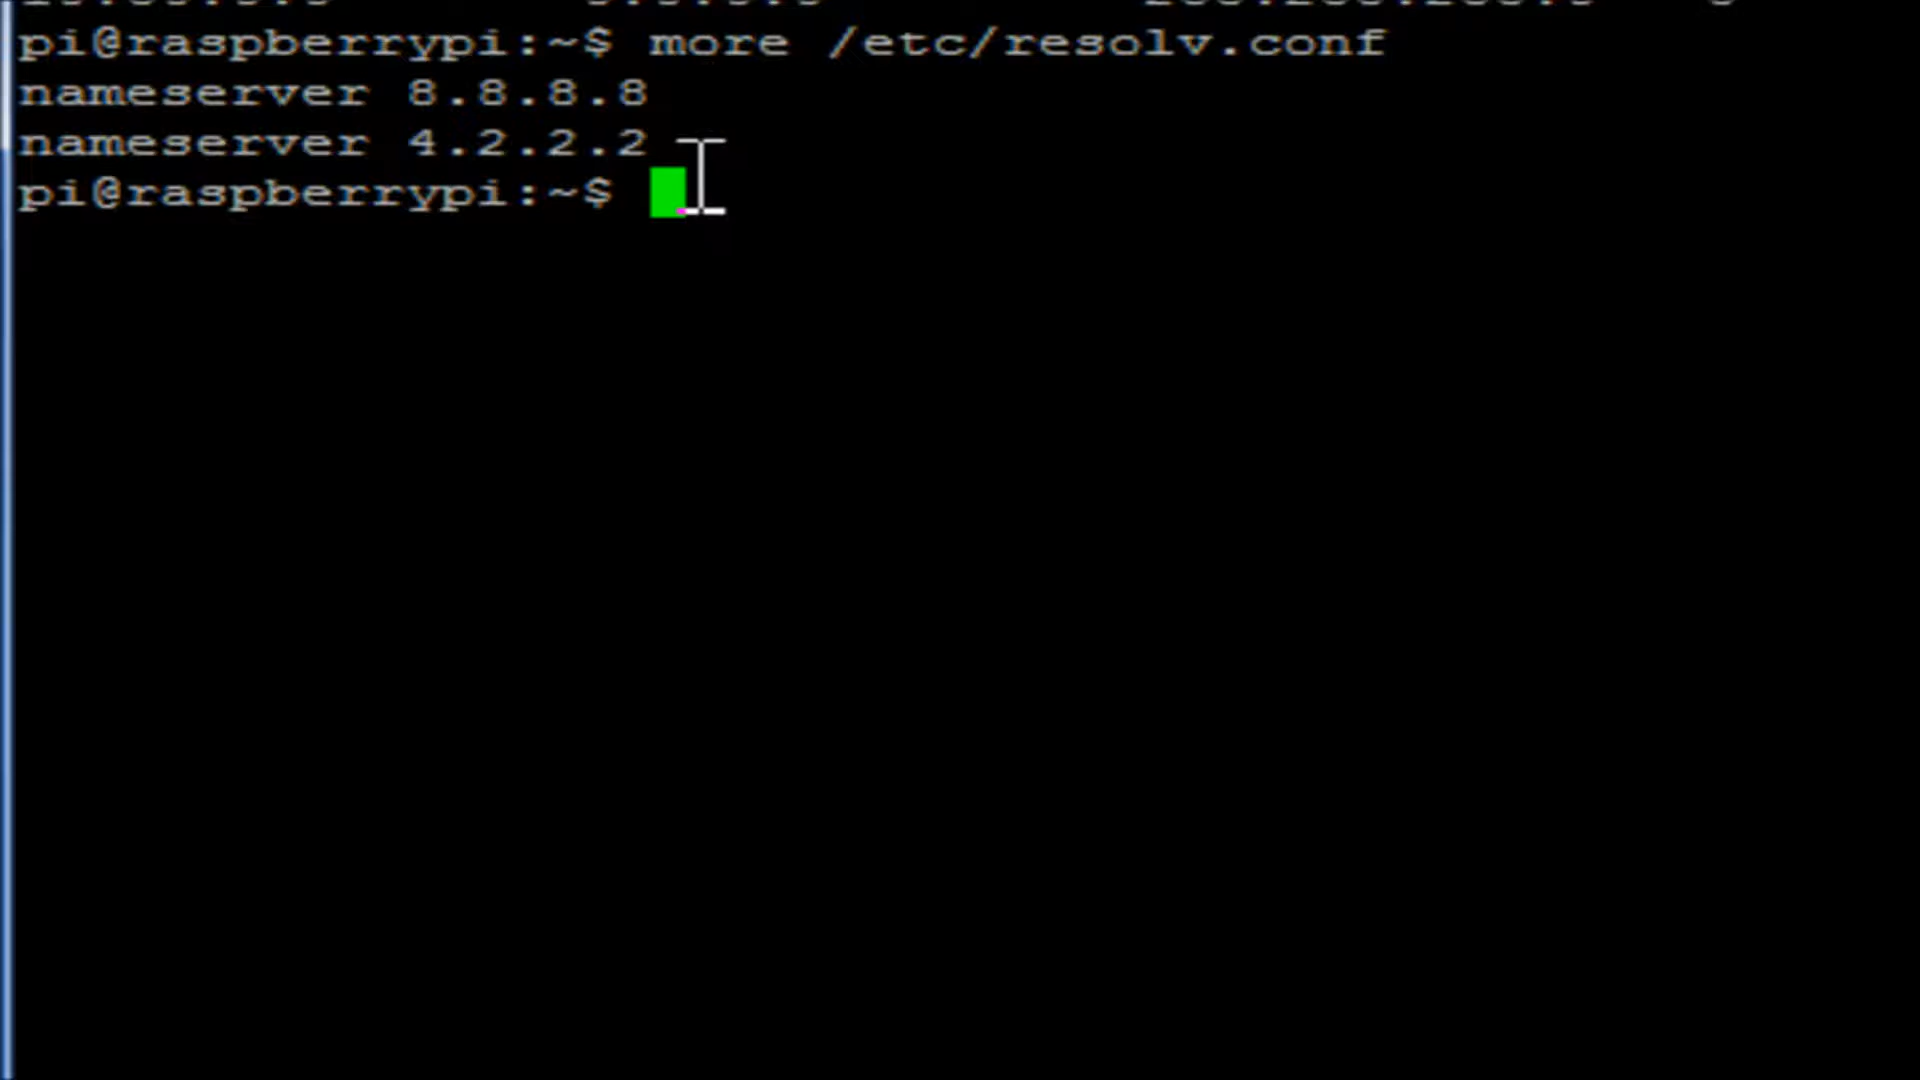 pi@raspberrypi:~$ more /etc/resolv.conf
nameserver 8.8.8.8
nameserver 4.2.2.2
pi@raspberrypi:~$